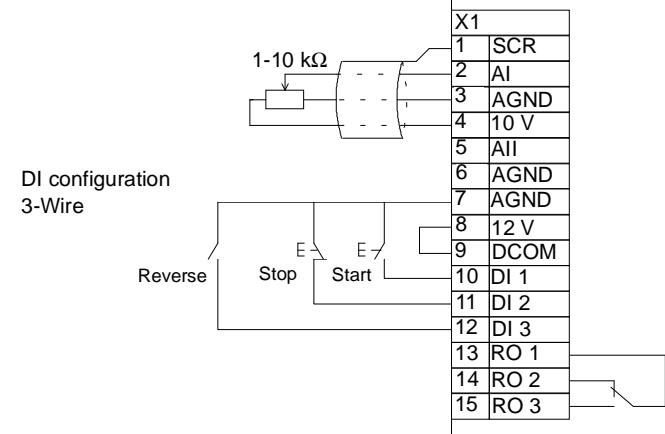 X1
1 SCR
1-10 kΩ
2 AI
3 AGND
4 10 V
5 AII
6 AGND
DI configuration
7 AGND
3-Wire
8 12 V
9 DCOM
Reverse Stop Start 10 DI 1
11 DI 2
12 DI 3
13 RO 1
14 RO 2
15 RO 3